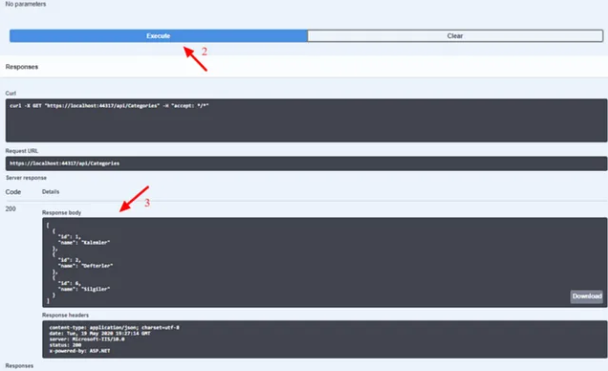 No parameters
Execute
Clear
2
Responses
Curl
curl -X GET "https://localhost:44317/api/Categories" -H "accept: */*"
Request URL
https://localhost:44317/api/Categories
Server response
Code
Details
200
3
Response body
[
{
"id": 1,
"name": "Kalemler"
},
{
"id": 2,
"name": "Defterler"
},
{
"id": 6,
"name": "Silgiler"
}
]
Download
Response headers
content-type: application/json; charset=utf-8
date: Tue, 19 May 2020 19:27:14 GMT
server: Microsoft-IIS/10.0
status: 200
x-powered-by: ASP.NET
Responses